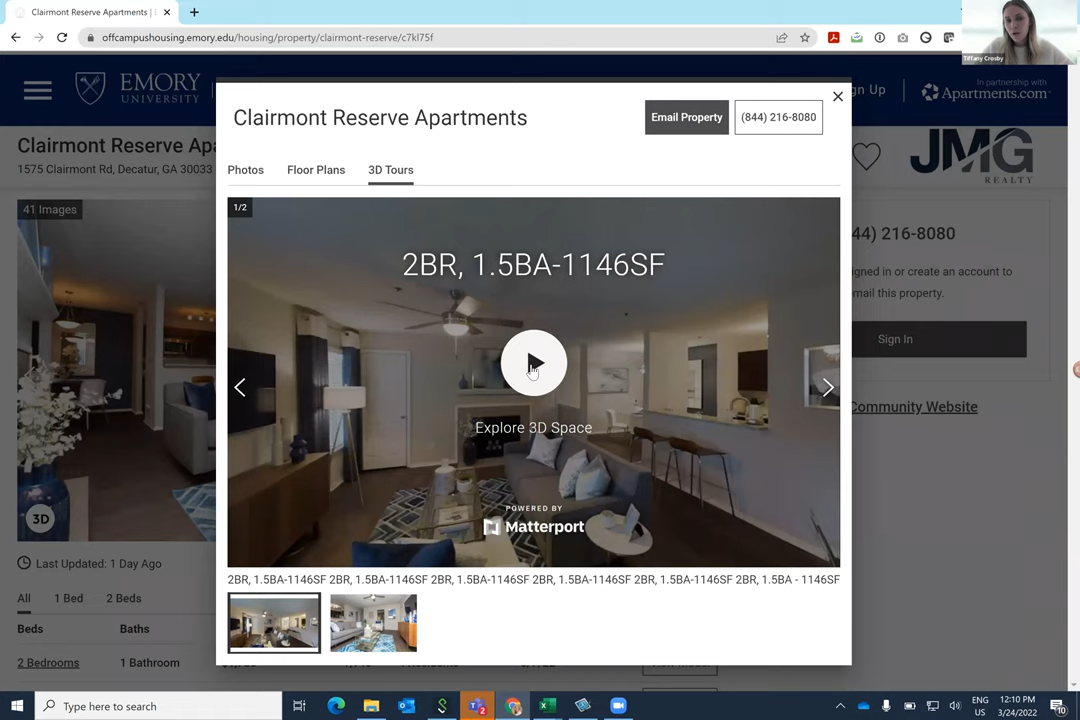 Clairmont Reserve Apartments |
offcampushousing.emory.edu/housing/property/clairmont-reserve/c7kl75f
Tiffany Crosby
EMORY
UNIVERSITY
gn Up
In partnership with
Apartments.com
Clairmont Reserve Apa
1575 Clairmont Rd, Decatur, GA 30033
JMG
REALTY
41 Images
3D
Last Updated: 1 Day Ago
All 1 Bed 2 Beds
Beds Baths
2 Bedrooms 1 Bathroom
Clairmont Reserve Apartments
Email Property
(844) 216-8080
Photos Floor Plans 3D Tours
1/2
2BR, 1.5BA-1146SF
Explore 3D Space
POWERED BY
Matterport
2BR, 1.5BA-1146SF 2BR, 1.5BA-1146SF 2BR, 1.5BA-1146SF 2BR, 1.5BA-1146SF 2BR, 1.5BA-1146SF 2BR, 1.5BA - 1146SF
44) 216-8080
igned in or create an account to
mail this property.
Sign In
Community Website
Type here to search
2
ENG
US
12:10 PM
3/24/2022
10